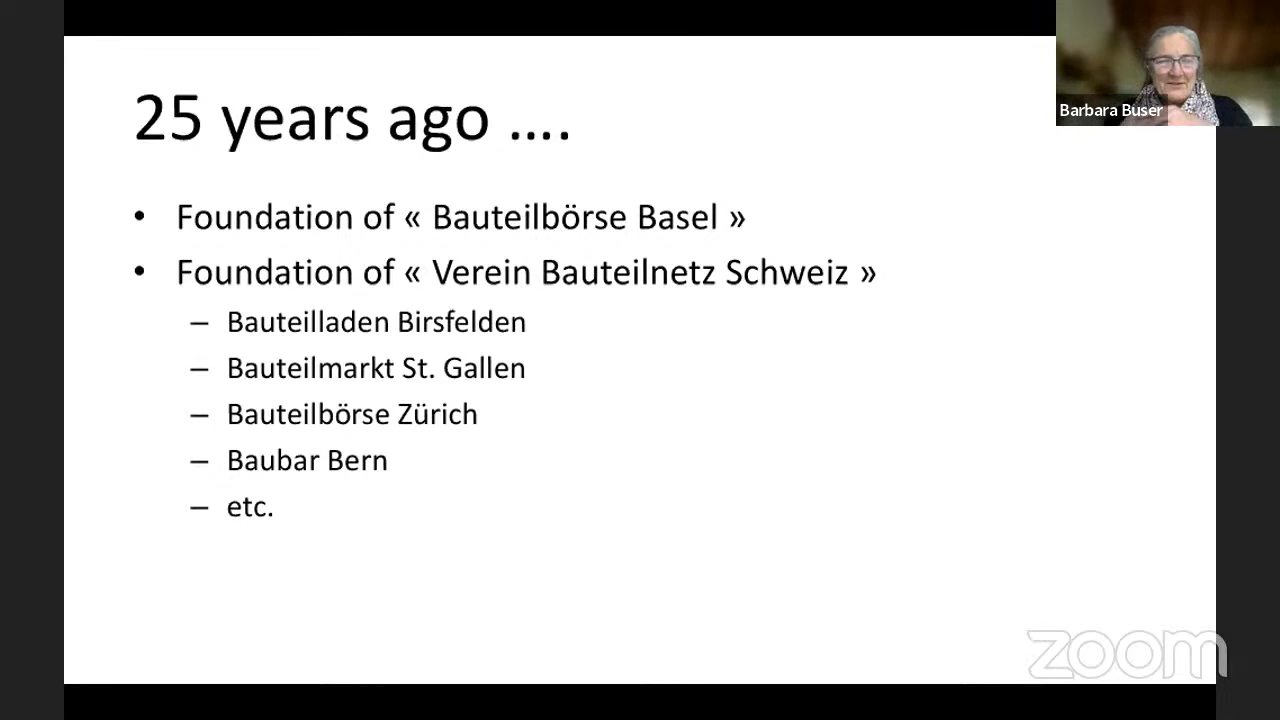 25 years ago ....
Barbara Buser
• Foundation of « Bauteilbörse Basel »
• Foundation of « Verein Bauteilnetz Schweiz »
– Bauteilladen Birsfelden
– Bauteilmarkt St. Gallen
– Bauteilbörse Zürich
– Baubar Bern
– etc.
zoom